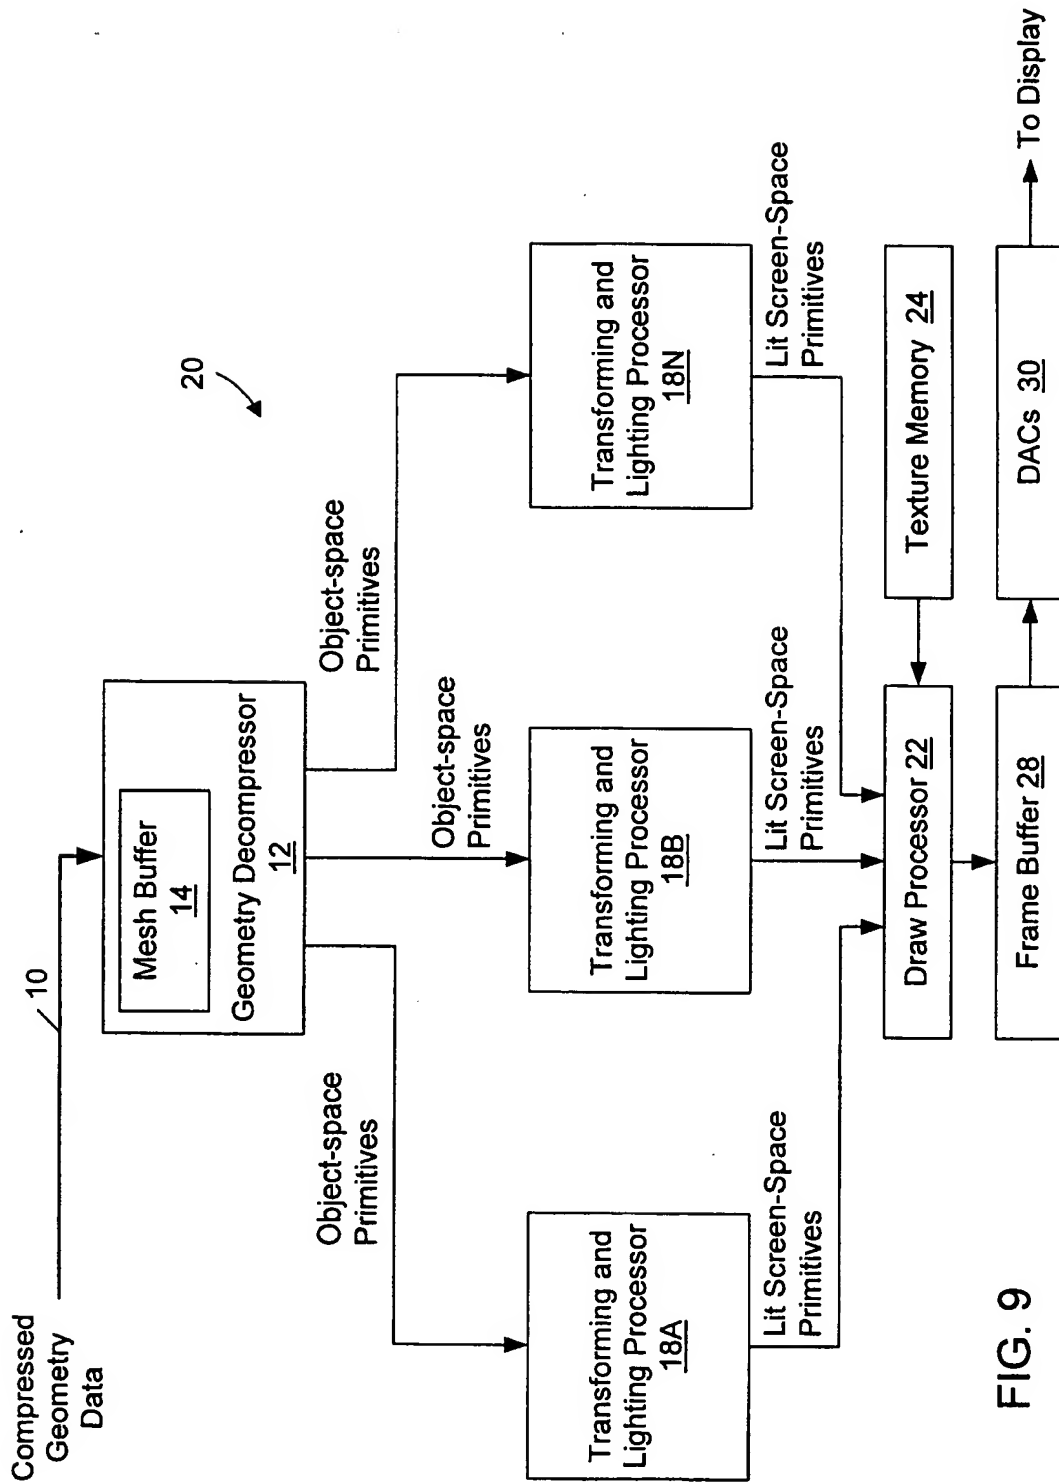 Compressed
Geometry
Data
10
Mesh Buffer
14
Geometry Decompressor
12
20
Object-space
Primitives
Object-space
Primitives
Object-space
Primitives
Transforming and
Lighting Processor
18A
Transforming and
Lighting Processor
18B
Transforming and
Lighting Processor
18N
Lit Screen-Space
Primitives
Lit Screen-Space
Primitives
Lit Screen-Space
Primitives
Draw Processor 22
Texture Memory 24
Frame Buffer 28
DACs 30
To Display
FIG. 9